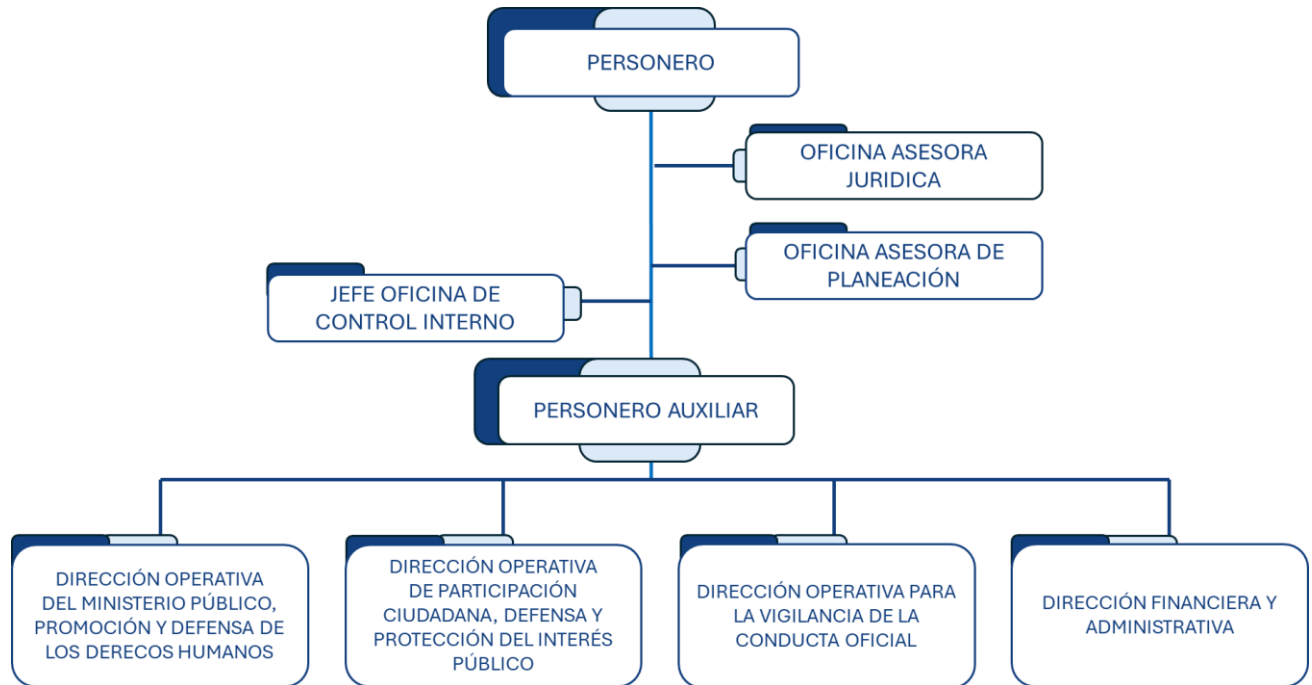 PERSONERO
OFICINA ASESORA
JURIDICA
OFICINA ASESORA DE
PLANEACIÓN
JEFE OFICINA DE
CONTROL INTERNO
PERSONERO AUXILIAR
DIRECCIÓN OPERATIVA
DEL MINISTERIO PÚBLICO,
PROMOCIÓN Y DEFENSA DE
LOS DERECOS HUMANOS
DIRECCIÓN OPERATIVA
DE PARTICIPACIÓN
CIUDADANA, DEFENSA Y
PROTECCIÓN DEL INTERÉS
PÚBLICO
DIRECCIÓN OPERATIVA PARA
LA VIGILANCIA DE LA
CONDUCTA OFICIAL
DIRECCIÓN FINANCIERA Y
ADMINISTRATIVA